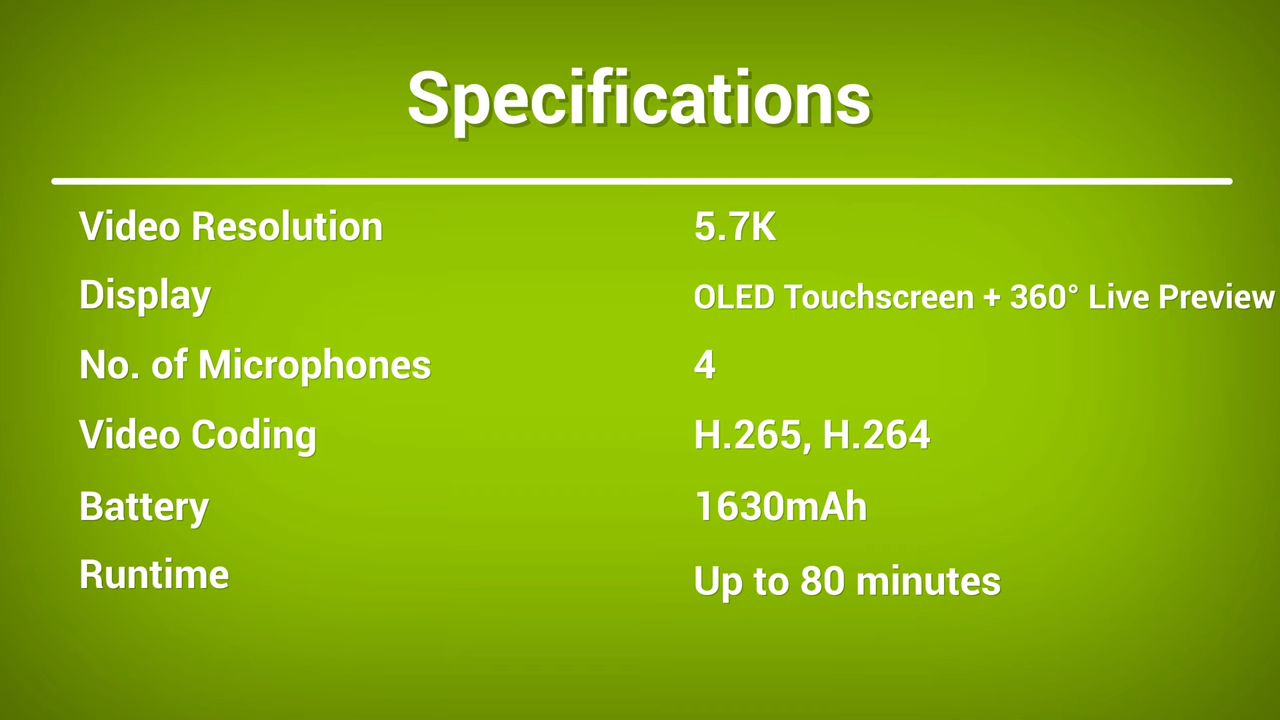 Specifications
Video Resolution 5.7K
Display OLED Touchscreen + 360° Live Preview
No. of Microphones 4
Video Coding H.265, H.264
Battery 1630mAh
Runtime Up to 80 minutes